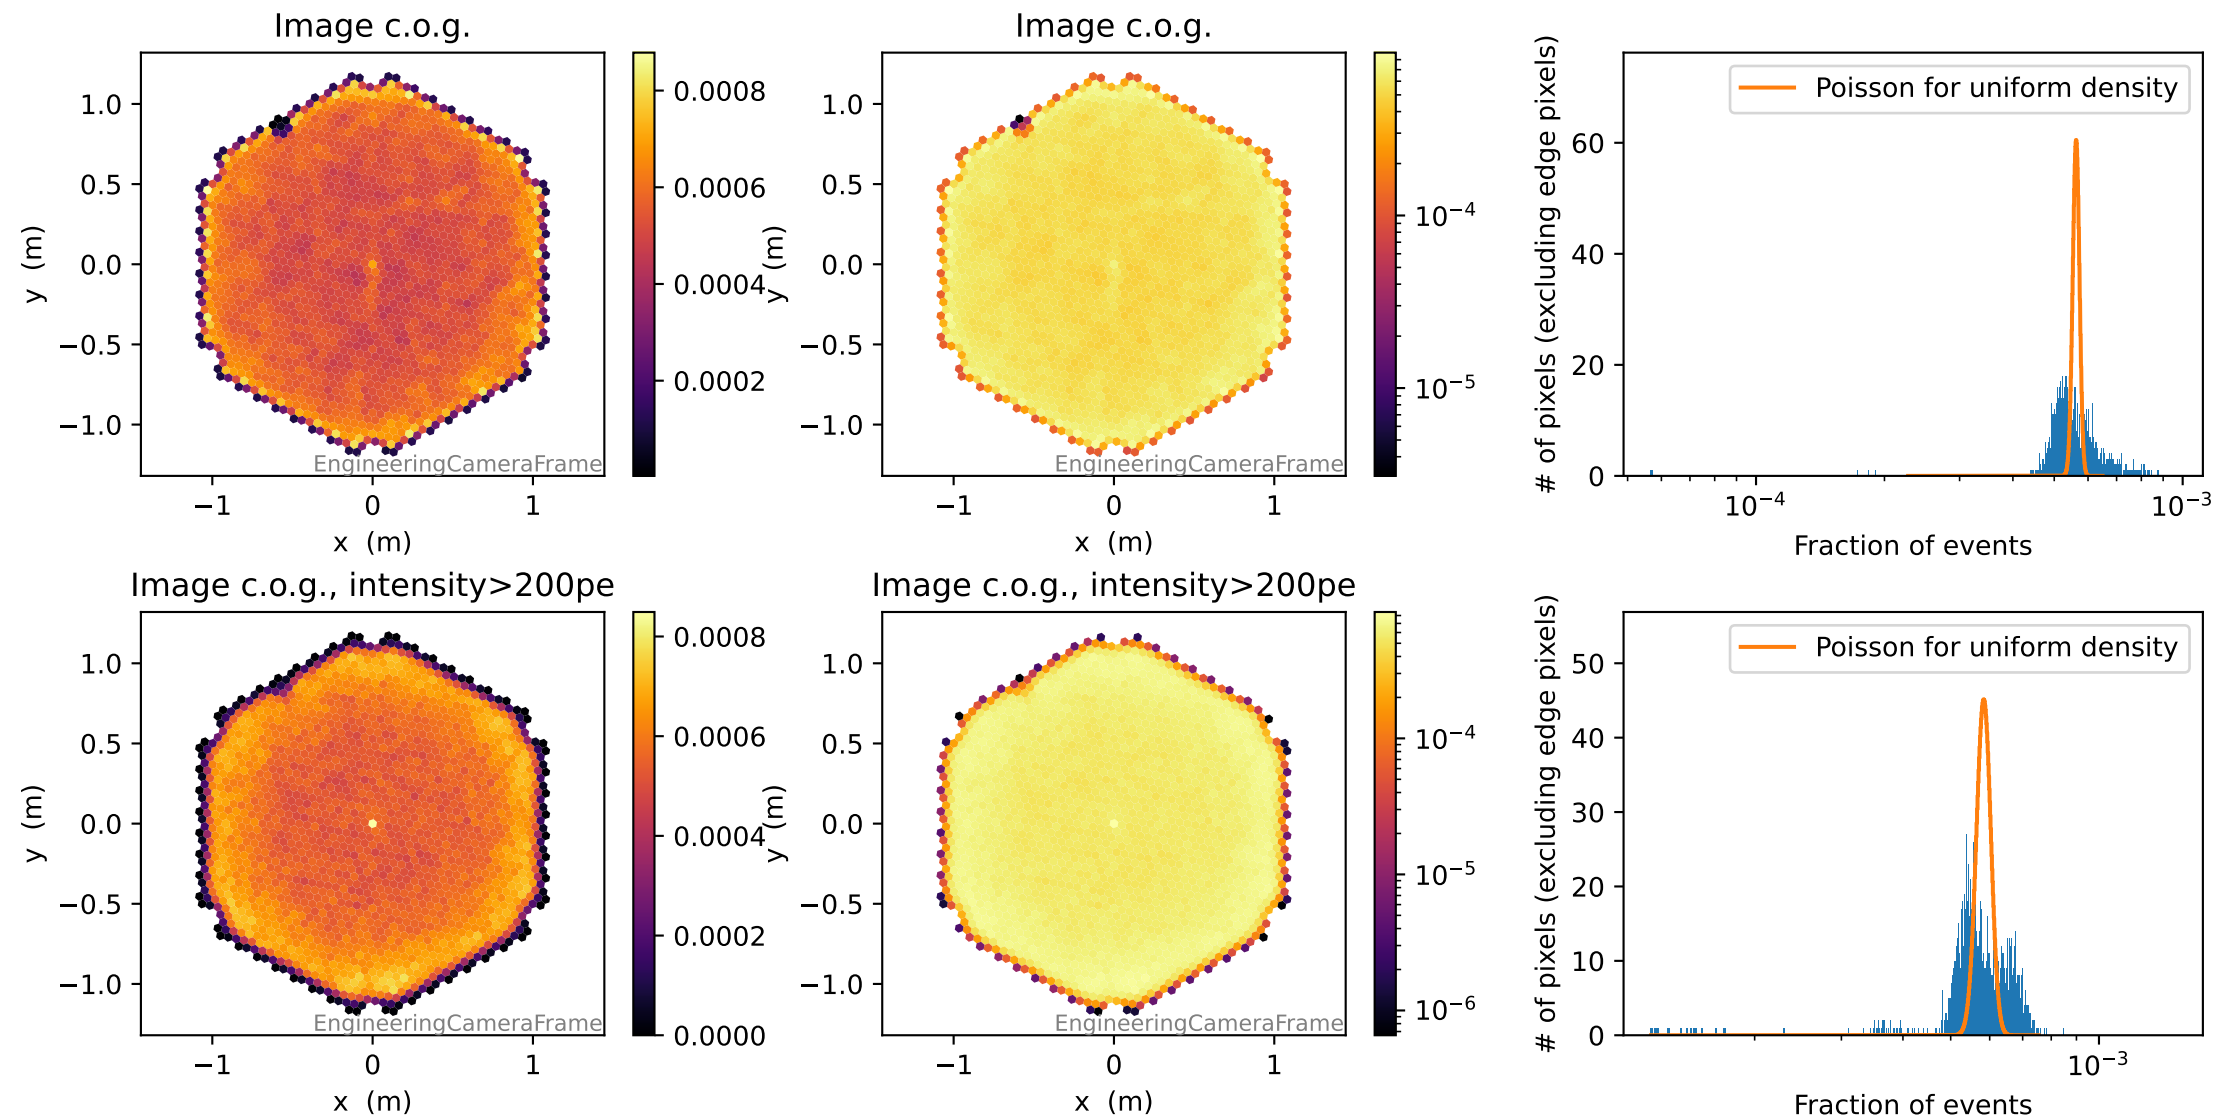 Image c.o.g.
1.0
0.5
0.0
−0.5
−1.0
y (m)
−1
0
1
x (m)
EngineeringCameraFrame
0.0008
0.0006
0.0004
0.0002
Image c.o.g.
1.0
0.5
0.0
−0.5
−1.0
y (m)
−1
0
1
x (m)
EngineeringCameraFrame
10⁻⁴
10⁻⁵
# of pixels (excluding edge pixels)
60
40
20
0
Poisson for uniform density
10⁻⁴
10⁻³
Fraction of events
Image c.o.g., intensity>200pe
1.0
0.5
0.0
−0.5
−1.0
y (m)
−1
0
1
x (m)
EngineeringCameraFrame
0.0008
0.0006
0.0004
0.0002
0.0000
Image c.o.g., intensity>200pe
1.0
0.5
0.0
−0.5
−1.0
y (m)
−1
0
1
x (m)
EngineeringCameraFrame
10⁻⁴
10⁻⁵
10⁻⁶
# of pixels (excluding edge pixels)
50
40
30
20
10
0
Poisson for uniform density
10⁻³
Fraction of events